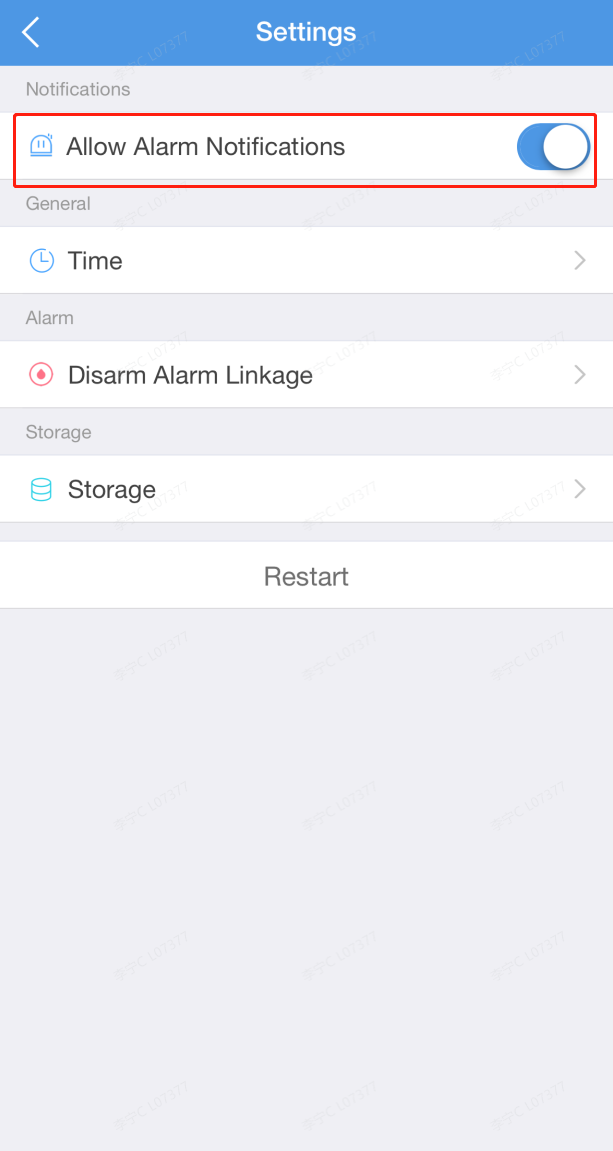 Settings
Notifications
Allow Alarm Notifications
General
Time
Alarm
Disarm Alarm Linkage
Storage
Storage
Restart